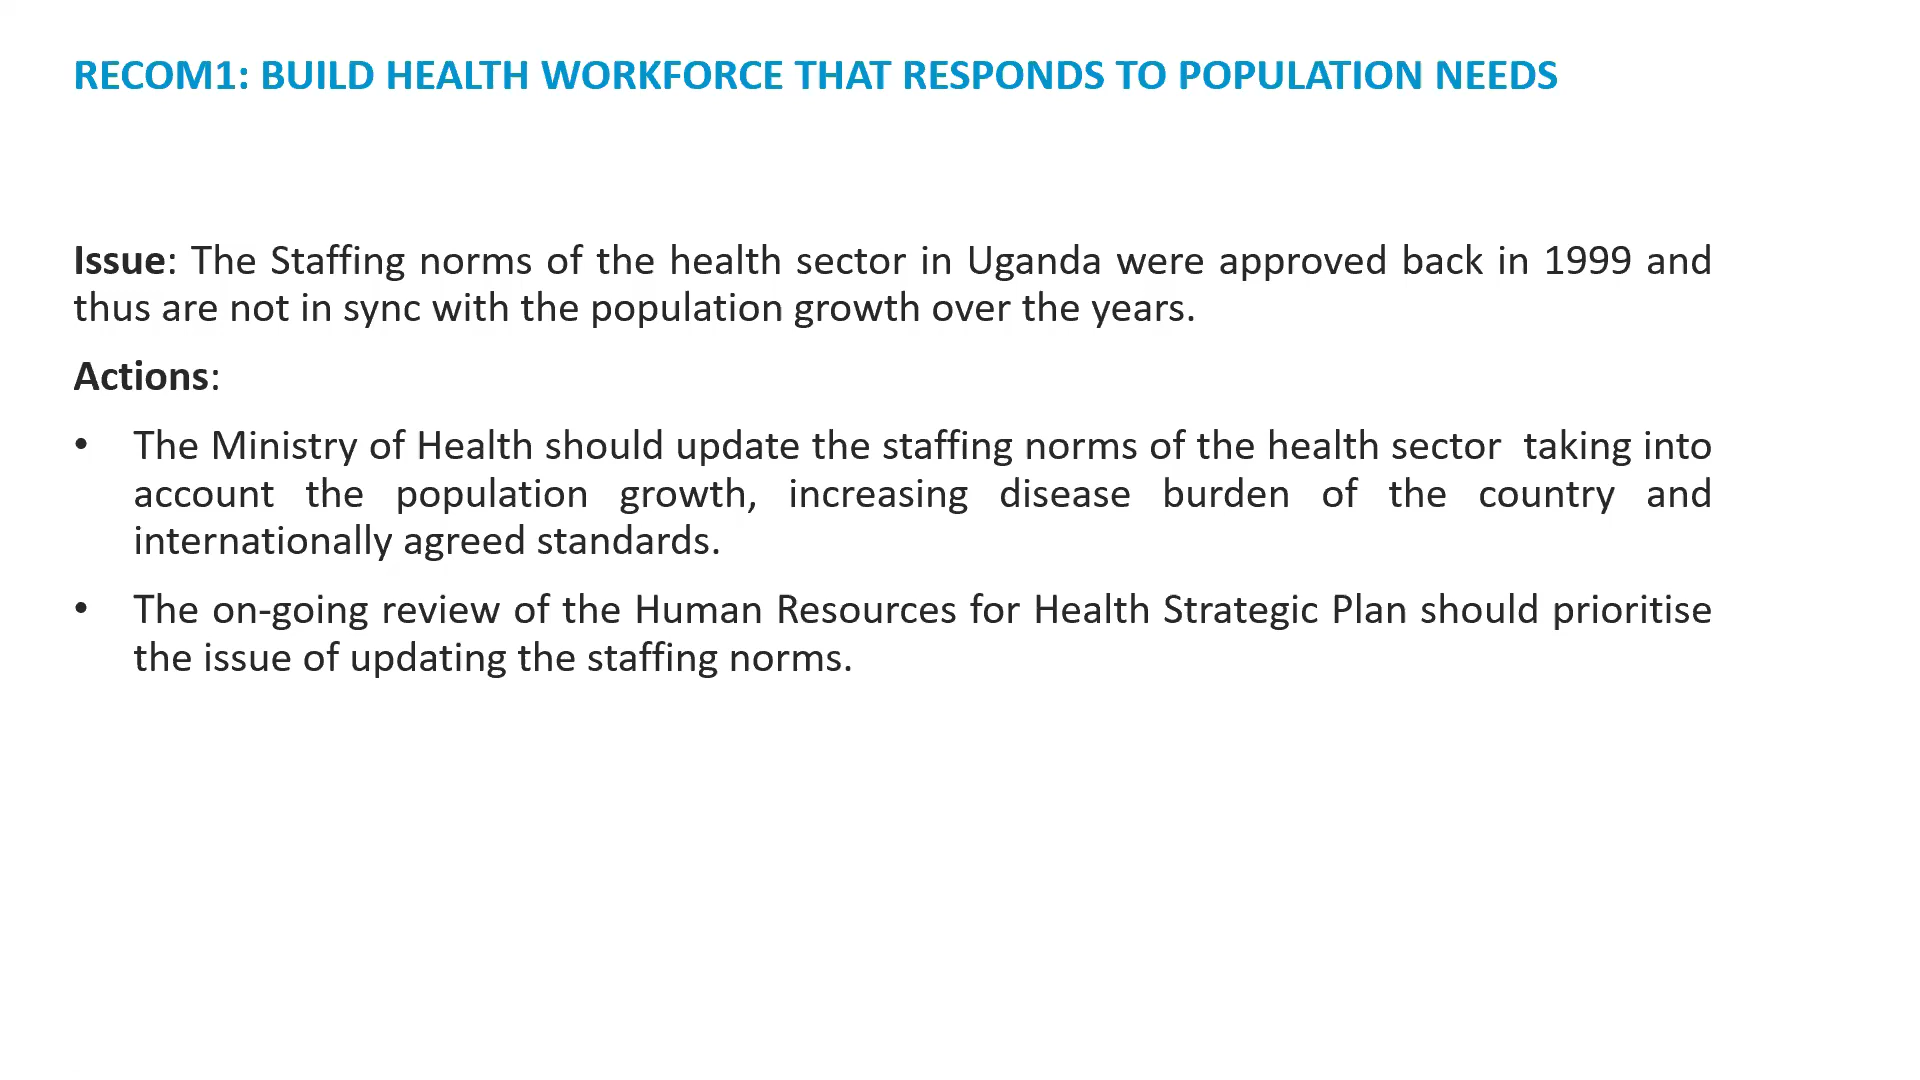 RECOM1: BUILD HEALTH WORKFORCE THAT RESPONDS TO POPULATION NEEDS
Issue: The Staffing norms of the health sector in Uganda were approved back in 1999 and
thus are not in sync with the population growth over the years.
Actions:
• The Ministry of Health should update the staffing norms of the health sector  taking into
account the population growth, increasing disease burden of the country and
internationally agreed standards.
• The on-going review of the Human Resources for Health Strategic Plan should prioritise
the issue of updating the staffing norms.